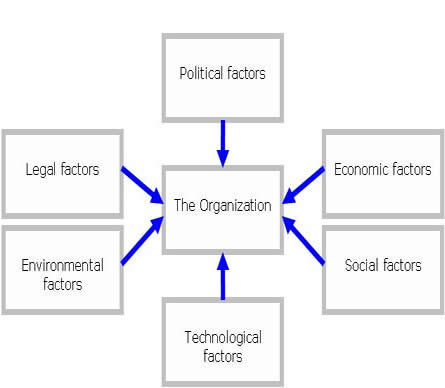 Political factors
Legal factors
Economic factors
The Organization
Environmental
factors
Social factors
Technological
factors